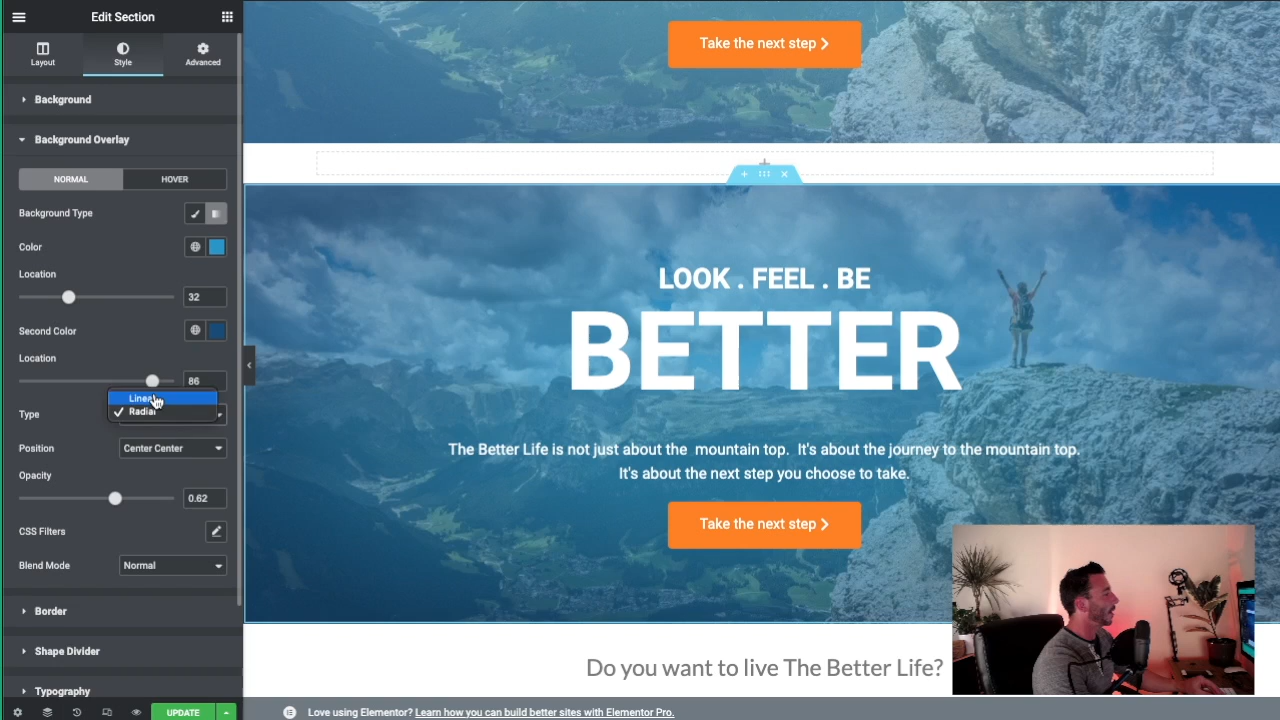 Edit Section
Layout
Style
Advanced
Background
Background Overlay
NORMAL
HOVER
Background Type
Color
Location
32
Second Color
Location
86
Linear
Type
Radial
Position
Center Center
Opacity
0.62
CSS Filters
Blend Mode
Normal
Border
Shape Divider
Typography
UPDATE
Take the next step
LOOK . FEEL . BE
BETTER
The Better Life is not just about the mountain top. It's about the journey to the mountain top.
It's about the next step you choose to take.
Take the next step
Do you want to live The Better Life?
Love using Elementor? Learn how you can build better sites with Elementor Pro.